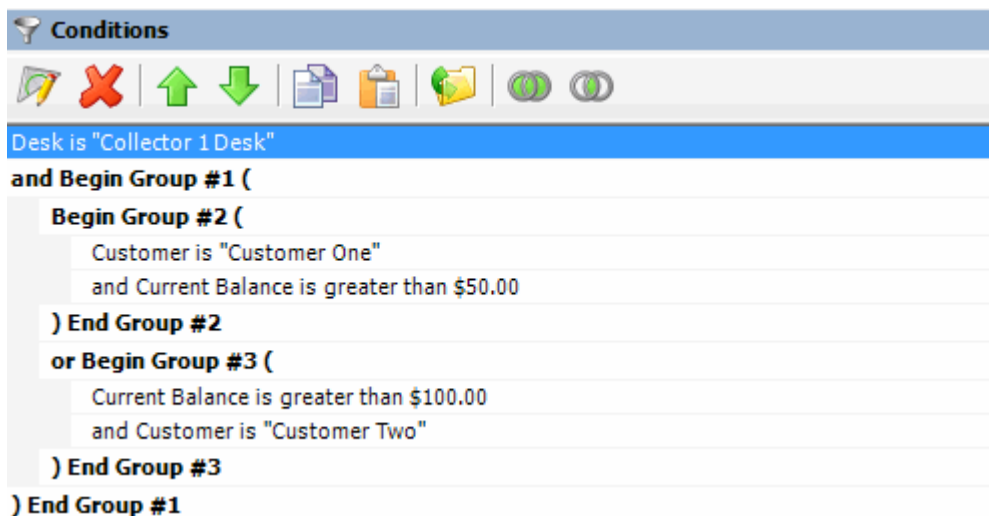 Conditions
Desk is "Collector 1 Desk"
and Begin Group #1 (
Begin Group #2 (
Customer is "Customer One"
and Current Balance is greater than $50.00
) End Group #2
or Begin Group #3 (
Current Balance is greater than $100.00
and Customer is "Customer Two"
) End Group #3
) End Group #1